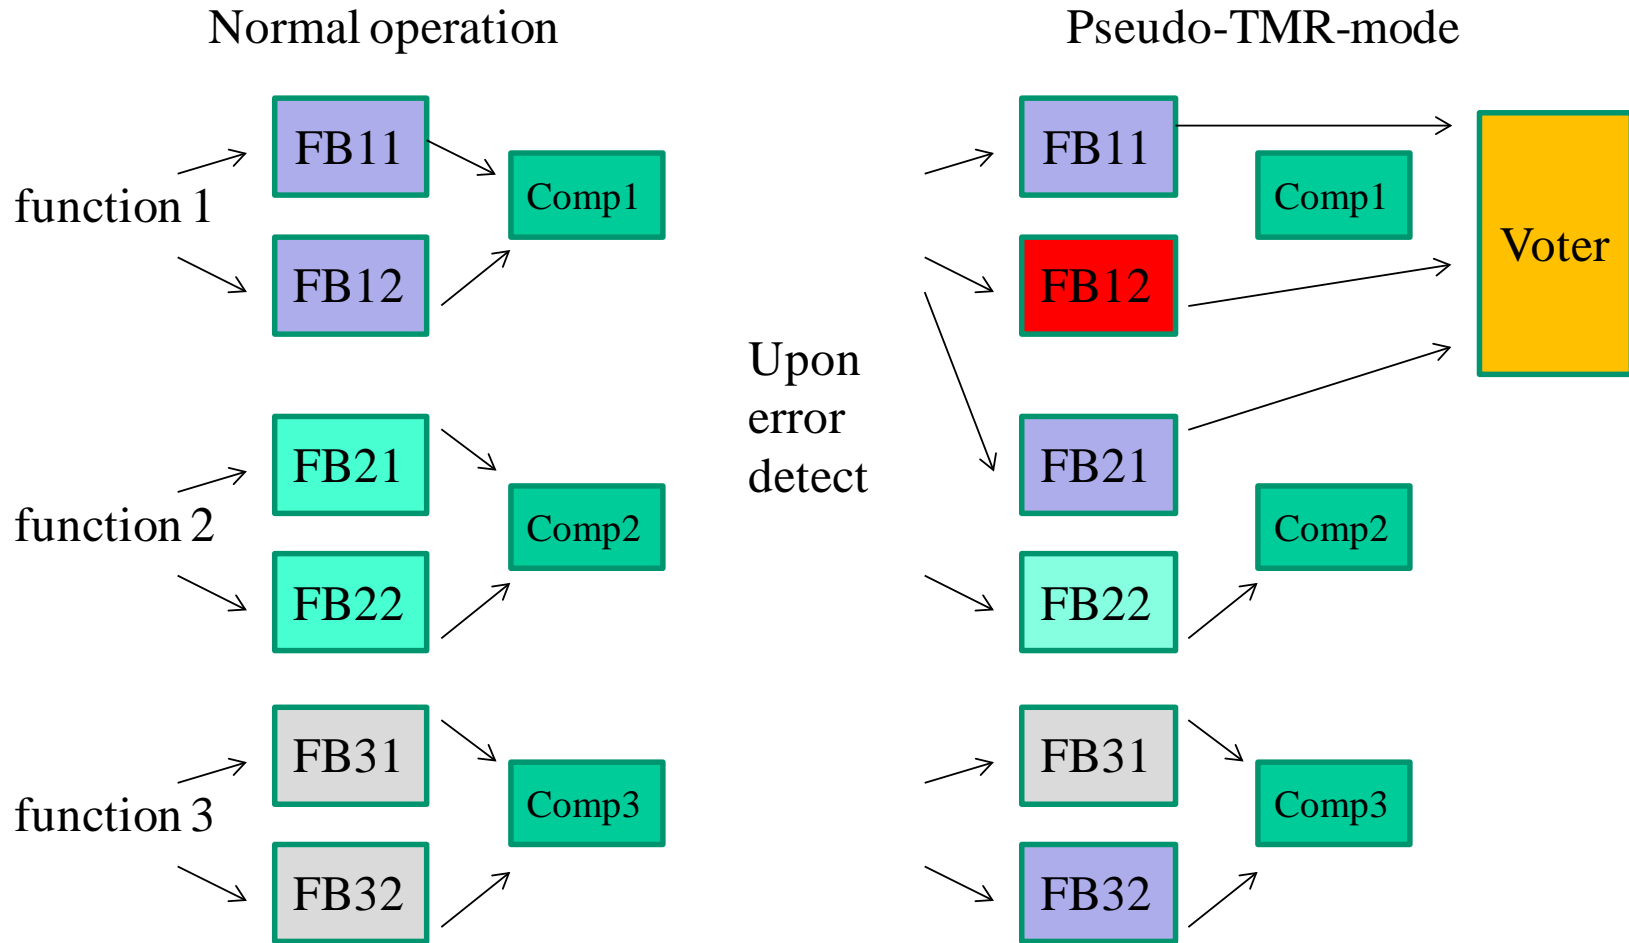 Normal operation
Pseudo-TMR-mode
function 1
FB11
FB12
Comp1
function 2
FB21
FB22
Comp2
function 3
FB31
FB32
Comp3
Upon
error
detect
FB11
Comp1
FB12
Voter
FB21
Comp2
FB22
FB31
Comp3
FB32